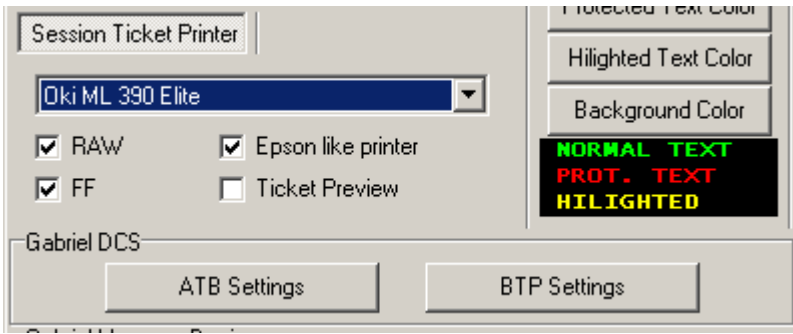 Protected Text Color
Session Ticket Printer
Hilighted Text Color
Oki ML 390 Elite
Background Color
RAW
Epson like printer
NORMAL TEXT
FF
Ticket Preview
PROT. TEXT
HILIGHTED
Gabriel DCS
ATB Settings
BTP Settings